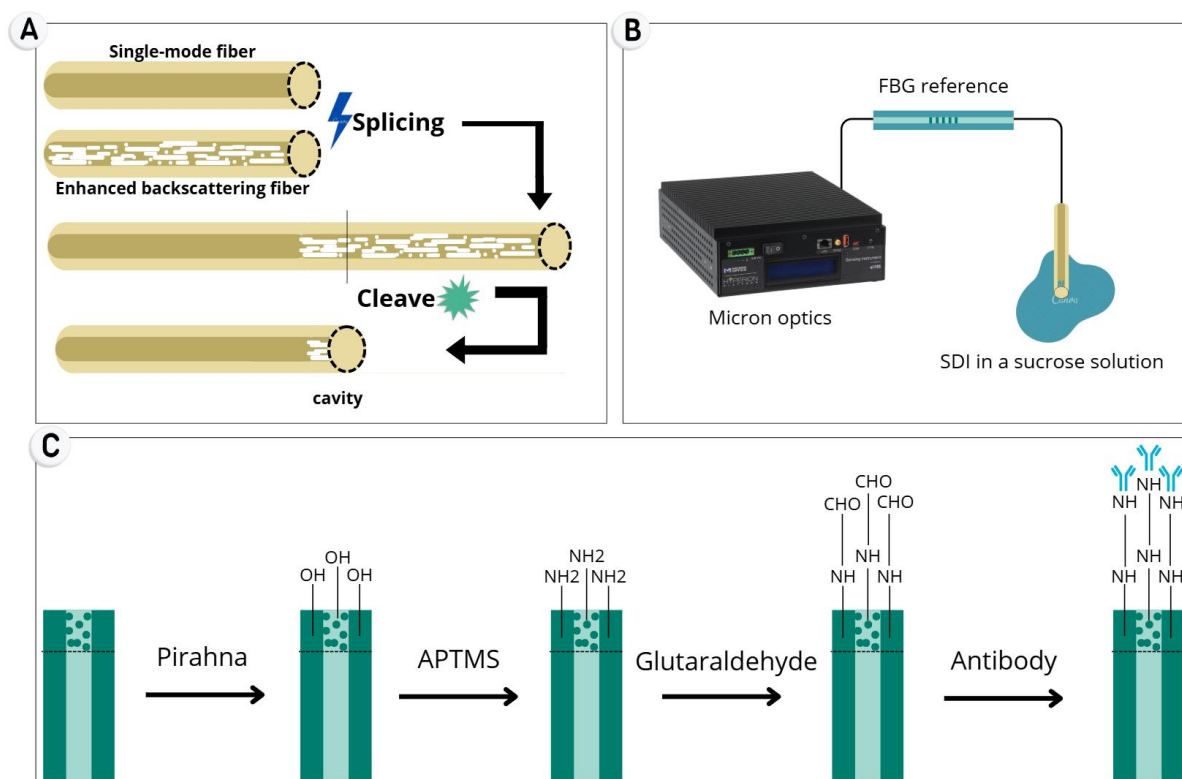 A
Single-mode fiber
Splicing
Enhanced backscattering fiber
Cleave
cavity
B
FBG reference
HYPERION
Micron optics
Canva
SDI in a sucrose solution
C
OH
OH
OH
Pirahna
NH2
NH2
NH2
APTMS
CHO
CHO
CHO
NH
NH
NH
Glutaraldehyde
NH
NH
NH
NH
NH
NH
Antibody